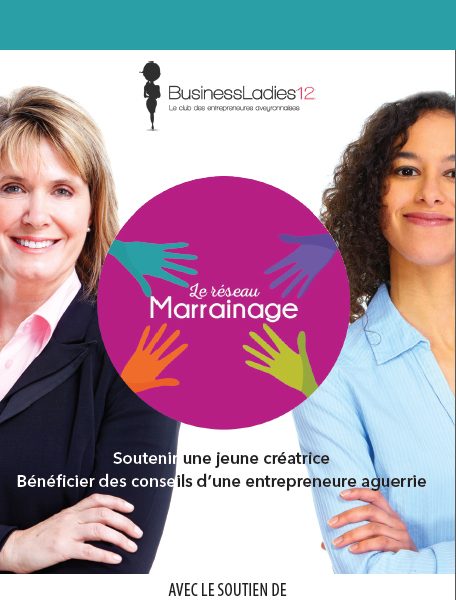 BusinessLadies12
Le club des entrepreneures aveyronnaises
Le réseau
Marrainage
Soutenir une jeune créatrice
Bénéficier des conseils d'une entrepreneure aguerrie
AVEC LE SOUTIEN DE